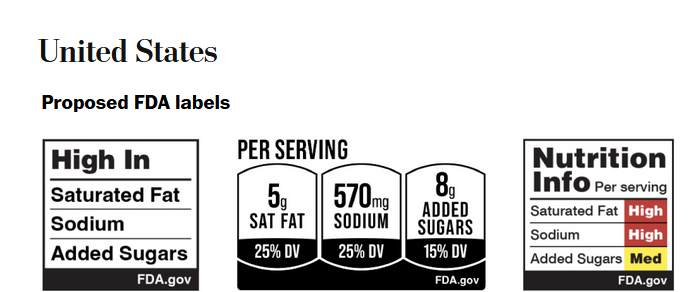 United States
Proposed FDA labels
High In
Saturated Fat
Sodium
Added Sugars
FDA.gov
PER SERVING
5g
SAT FAT
25% DV
570mg
SODIUM
25% DV
8g
ADDED
SUGARS
15% DV
FDA.gov
Nutrition
Info Per serving
Saturated Fat High
Sodium High
Added Sugars Med
FDA.gov